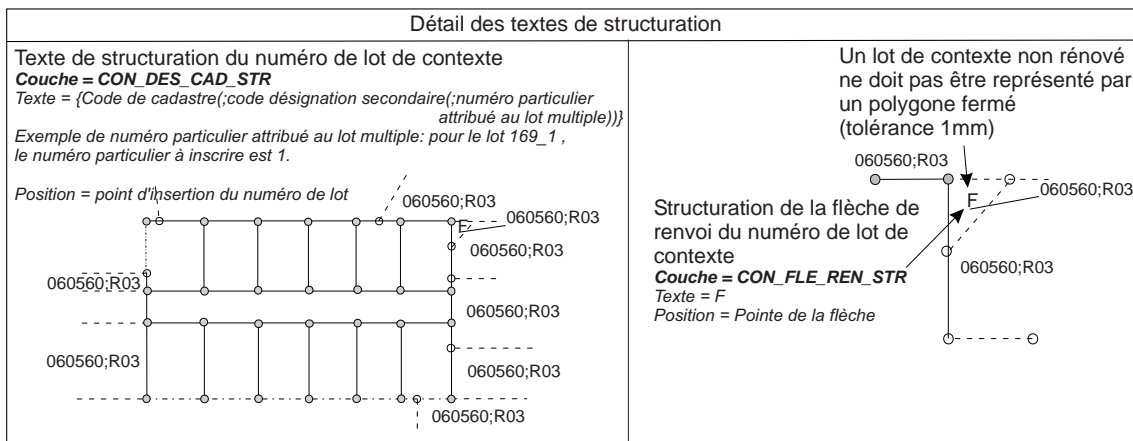 Détail des textes de structuration
Texte de structuration du numéro de lot de contexte
Couche = CON_DES_CAD_STR
Texte = {Code de cadastre(;code désignation secondaire(;numéro particulier
attribué au lot multiple))}
Exemple de numéro particulier attribué au lot multiple: pour le lot 169_1 ,
le numéro particulier à inscrire est 1.
Position = point d'insertion du numéro de lot
060560;R03
F
060560;R03
060560;R03
060560;R03
060560;R03
060560;R03
060560;R03
060560;R03
Un lot de contexte non rénové
ne doit pas être représenté par
un polygone fermé
(tolérance 1mm)
060560;R03
F
060560;R03
Structuration de la flèche de
renvoi du numéro de lot de
contexte
Couche = CON_FLE_REN_STR
Texte = F
Position = Pointe de la flèche
060560;R03